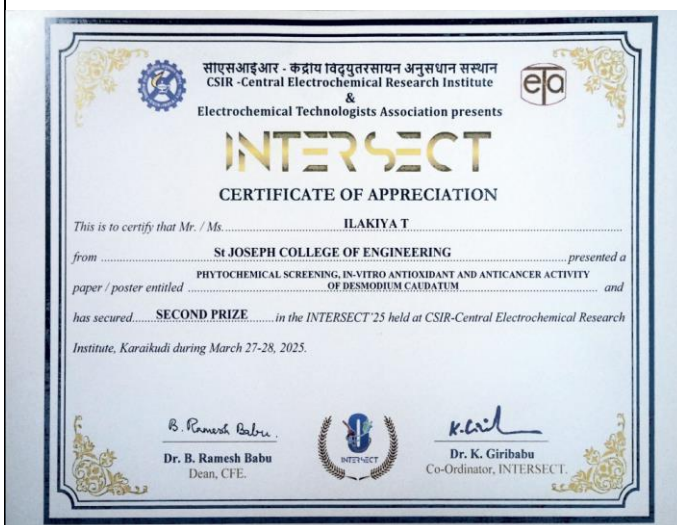 सीएसआईआर - केंद्रीय विद्युतरसायन अनुसंधान संस्थान
CSIR -Central Electrochemical Research Institute
&
Electrochemical Technologists Association presents
eta
INTERSECT
CERTIFICATE OF APPRECIATION
This is to certify that Mr. / Ms. ILAKIYA T
from St JOSEPH COLLEGE OF ENGINEERING presented a
PHYTOCHEMICAL SCREENING, IN-VITRO ANTIOXIDANT AND ANTICANCER ACTIVITY
paper / poster entitled OF DESMODIUM CAUDATUM and
has secured SECOND PRIZE in the INTERSECT'25 held at CSIR-Central Electrochemical Research
Institute, Karaikudi during March 27-28, 2025.
B. Ramesh Babu.
Dr. B. Ramesh Babu
Dean, CFE.
INTERSECT
Dr. K. Giribabu
Co-Ordinator, INTERSECT.